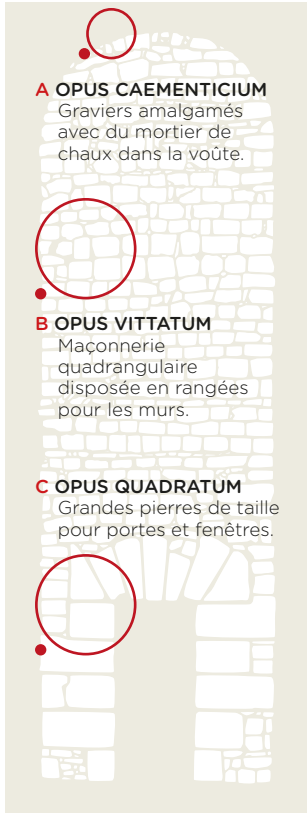 A OPUS CAEMENTICIUM
Graviers amalgamés
avec du mortier de
chaux dans la voûte.
B OPUS VITTATUM
Maçonnerie
quadrangulaire
disposée en rangées
pour les murs.
C OPUS QUADRATUM
Grandes pierres de taille
pour portes et fenêtres.